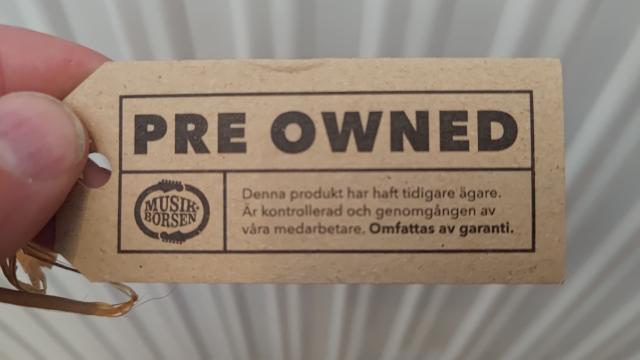 PRE OWNED
MUSIK-
BÖRSEN
Denna produkt har haft tidigare ägare.
Är kontrollerad och genomgången av
våra medarbetare. Omfattas av garanti.